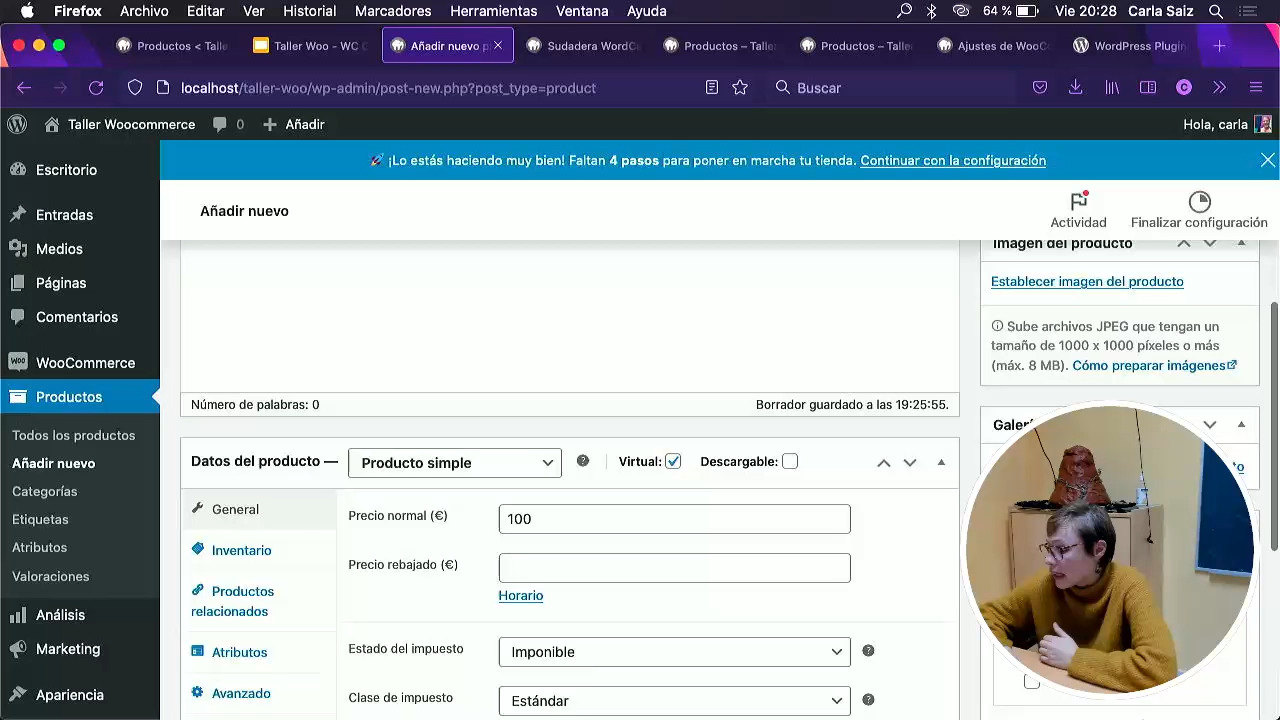 Firefox Archivo Editar Ver Historial Marcadores Herramientas Ventana Ayuda 64 % Vie 20:28 Carla Saiz
Productos < Talle Taller Woo - WC Añadir nuevo p Sudadera WordC Productos – Talle Productos – Talle Ajustes de WooC WordPress Plugin
localhost/taller-woo/wp-admin/post-new.php?post_type=product Buscar
Taller Woocommerce 0 Añadir Hola, carla
¡Lo estás haciendo muy bien! Faltan 4 pasos para poner en marcha tu tienda. Continuar con la configuración
Añadir nuevo
Actividad
Finalizar configuración
Escritorio
Entradas
Medios
Páginas
Comentarios
WooCommerce
Productos
Todos los productos
Añadir nuevo
Categorías
Etiquetas
Atributos
Valoraciones
Análisis
Marketing
Apariencia
Número de palabras: 0 Borrador guardado a las 19:25:55.
Datos del producto — Producto simple Virtual: Descargable:
General
Inventario
Productos
relacionados
Atributos
Avanzado
Precio normal (€) 100
Precio rebajado (€)
Horario
Estado del impuesto Imponible
Clase de impuesto Estándar
Imagen del producto
Establecer imagen del producto
Sube archivos JPEG que tengan un
tamaño de 1000 x 1000 píxeles o más
(máx. 8 MB). Cómo preparar imágenes